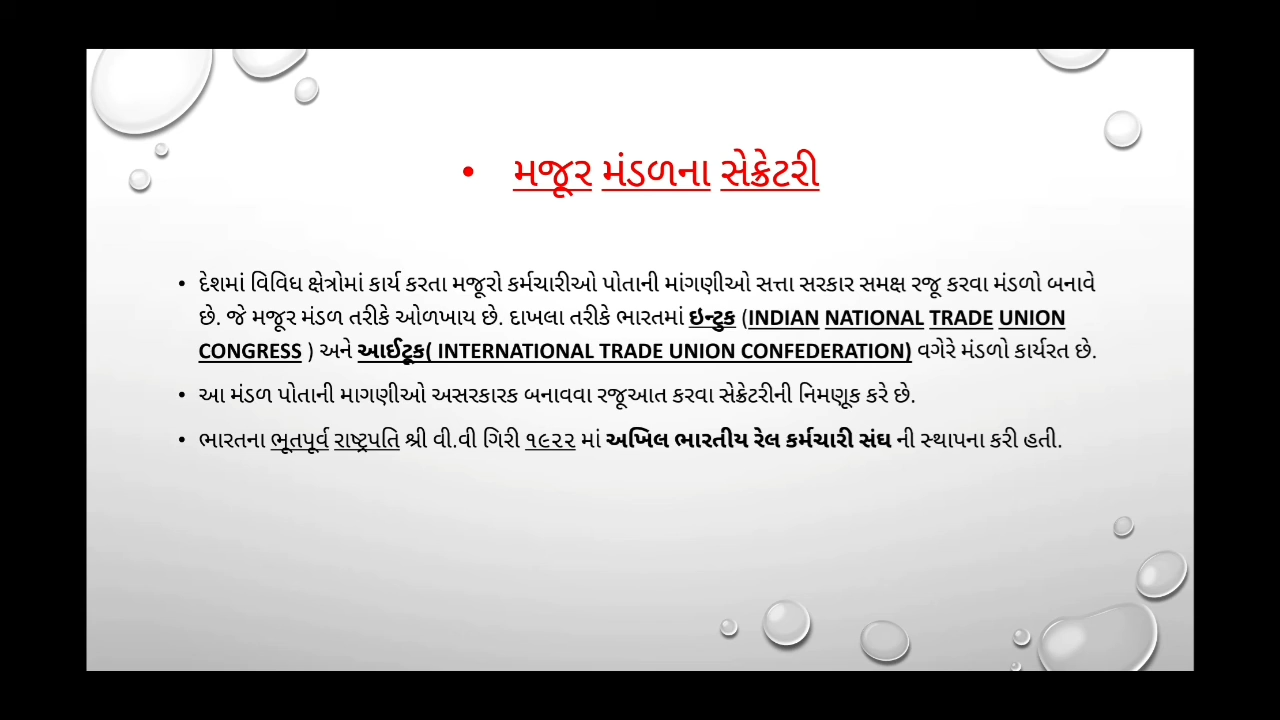 • મજૂર મંડળના સેક્રેટરી
• દેશમાં વિવિધ ક્ષેત્રોમાં કાર્ય કરતા મજૂરો કર્મચારીઓ પોતાની માંગણીઓ સત્તા સરકાર સમક્ષ રજૂ કરવા મંડળો બનાવે
છે. જે મજૂર મંડળ તરીકે ઓળખાય છે. દાખલા તરીકે ભારતમાં ઇન્ટુક (INDIAN NATIONAL TRADE UNION
CONGRESS ) અને આઈટૂક( INTERNATIONAL TRADE UNION CONFEDERATION) વગેરે મંડળો કાર્યરત છે.
• આ મંડળ પોતાની માગણીઓ અસરકારક બનાવવા રજૂઆત કરવા સેક્રેટરીની નિમણૂક કરે છે.
• ભારતના ભૂતપૂર્વ રાષ્ટ્રપતિ શ્રી વી.વી ગિરી ૧૯૨૨ માં અખિલ ભારતીય રેલ કર્મચારી સંઘ ની સ્થાપના કરી હતી.